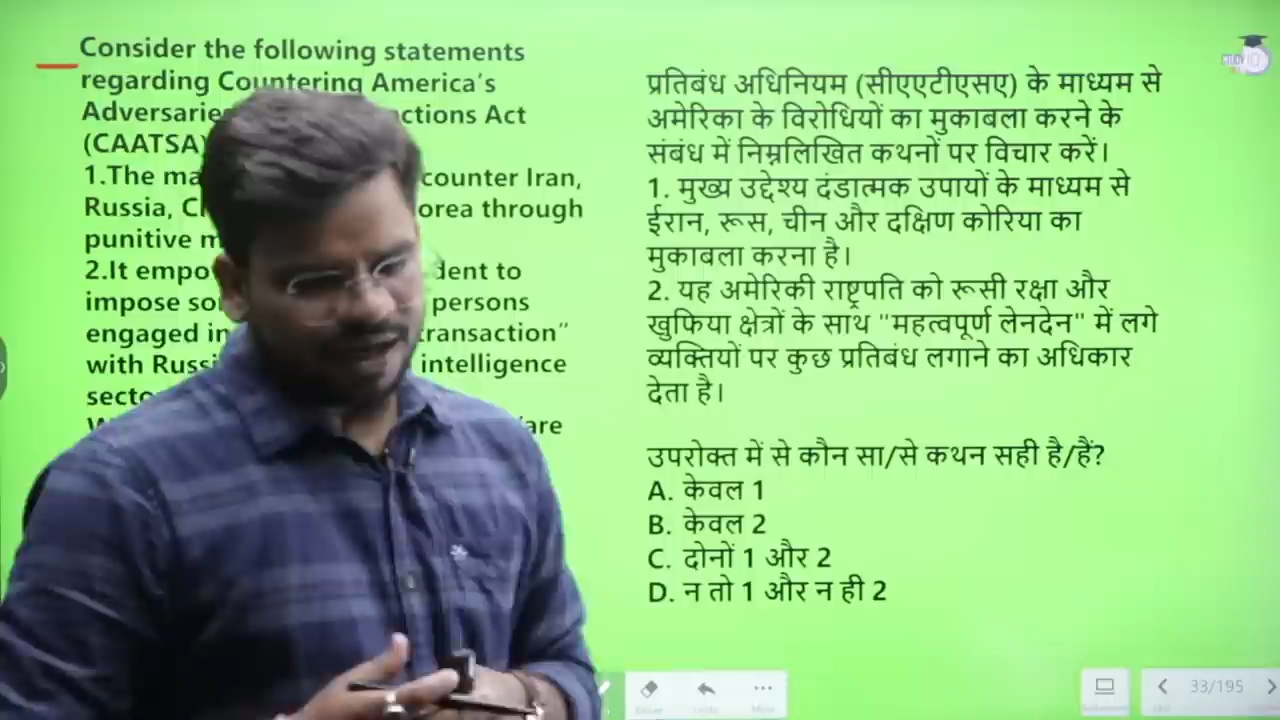 Consider the following statements
regarding Countering America's
Adversarie ctions Act
(CAATSA)
1.The ma counter Iran,
Russia, C orea through
punitive m
2.It empo dent to
impose so persons
engaged in transaction"
with Russi intelligence
secto
are
प्रतिबंध अधिनियम (सीएएटीएसए) के माध्यम से
अमेरिका के विरोधियों का मुकाबला करने के
संबंध में निम्नलिखित कथनों पर विचार करें।
1. मुख्य उद्देश्य दंडात्मक उपायों के माध्यम से
ईरान, रूस, चीन और दक्षिण कोरिया का
मुकाबला करना है।
2. यह अमेरिकी राष्ट्रपति को रूसी रक्षा और
खुफिया क्षेत्रों के साथ "महत्वपूर्ण लेनदेन" में लगे
व्यक्तियों पर कुछ प्रतिबंध लगाने का अधिकार
देता है।
उपरोक्त में से कौन सा/से कथन सही है/हैं?
A. केवल 1
B. केवल 2
C. दोनों 1 और 2
D. न तो 1 और न ही 2
STUDY IQ
33/195